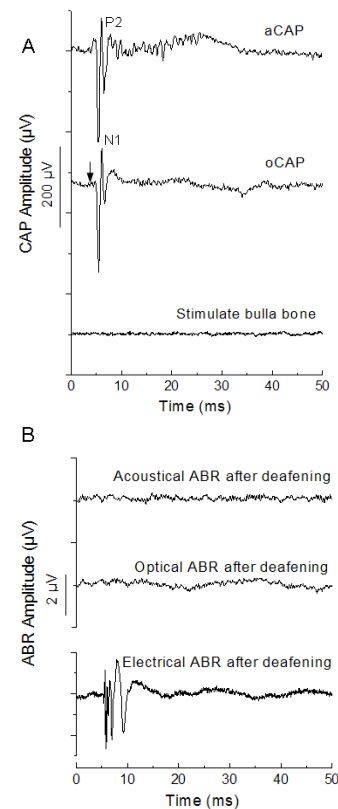 A
P2
aCAP
N1
oCAP
CAP Amplitude (µV)
200 µV
Stimulate bulla bone
0 10 20 30 40 50
Time (ms)
B
Acoustical ABR after deafening
Optical ABR after deafening
ABR Amplitude (µV)
2 µV
Electrical ABR after deafening
0 10 20 30 40 50
Time (ms)